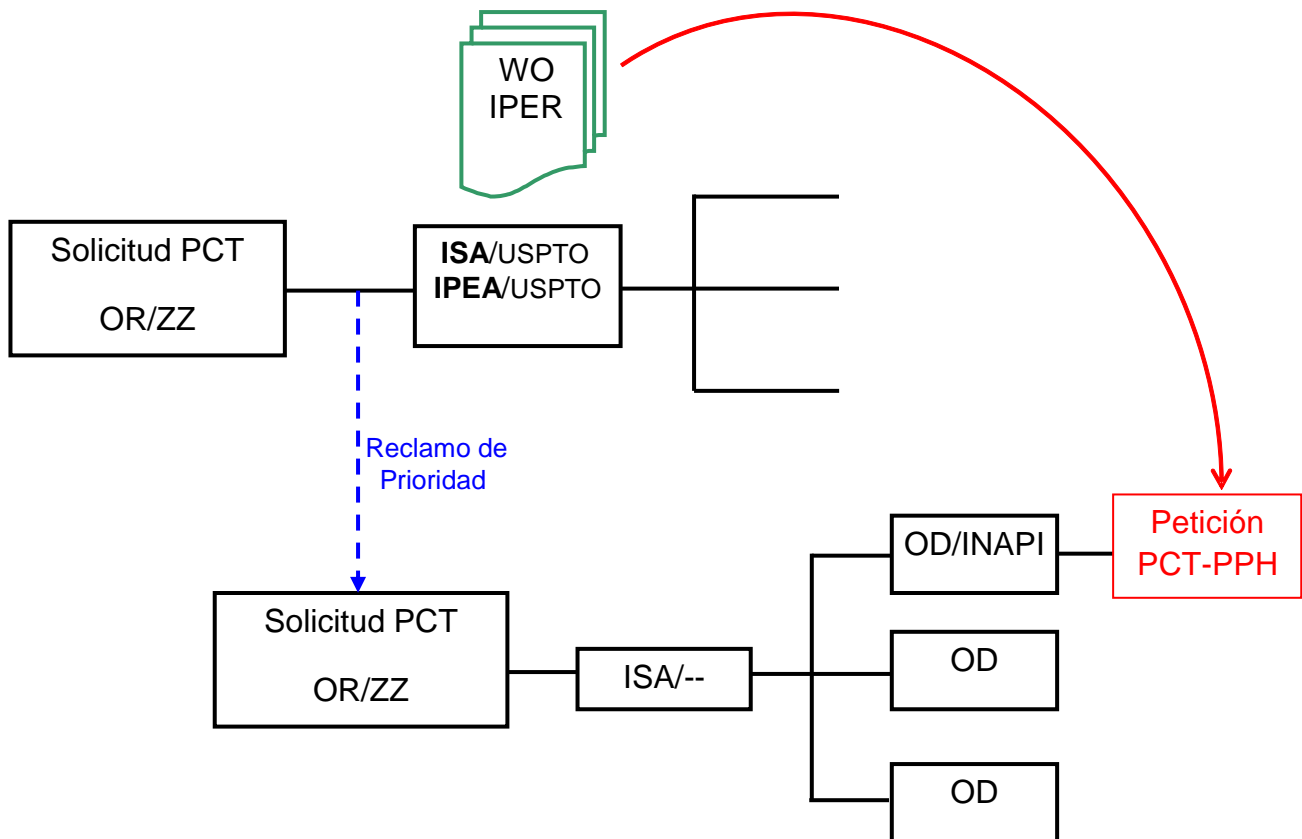 WO
IPER
Solicitud PCT
OR/ZZ
ISA/USPTO
IPEA/USPTO
Reclamo de
Prioridad
Solicitud PCT
OR/ZZ
ISA/--
OD/INAPI
Petición
PCT-PPH
OD
OD